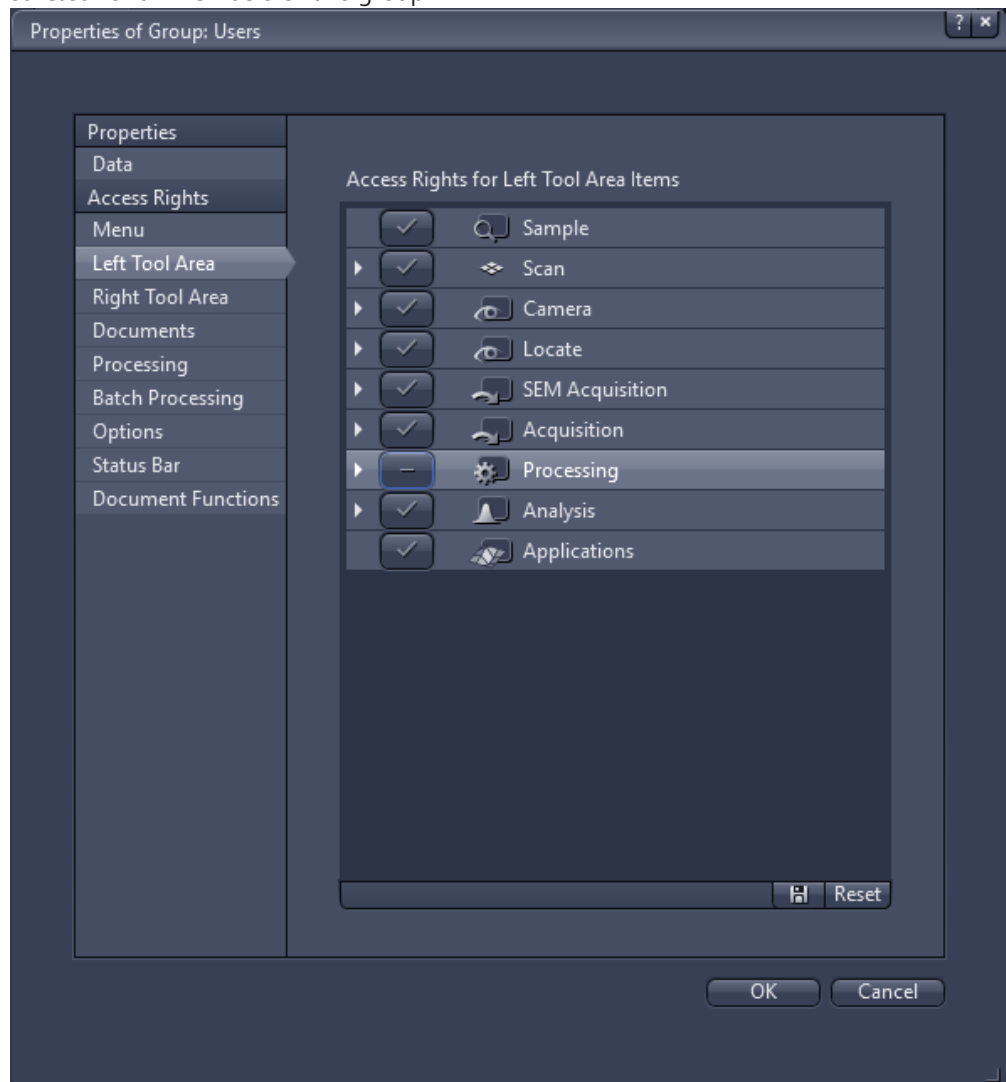 Properties of Group: Users
? ×
Properties
Data
Access Rights
Menu
Left Tool Area
Right Tool Area
Documents
Processing
Batch Processing
Options
Status Bar
Document Functions
Access Rights for Left Tool Area Items
Sample
Scan
Camera
Locate
SEM Acquisition
Acquisition
Processing
Analysis
Applications
Reset
OK Cancel